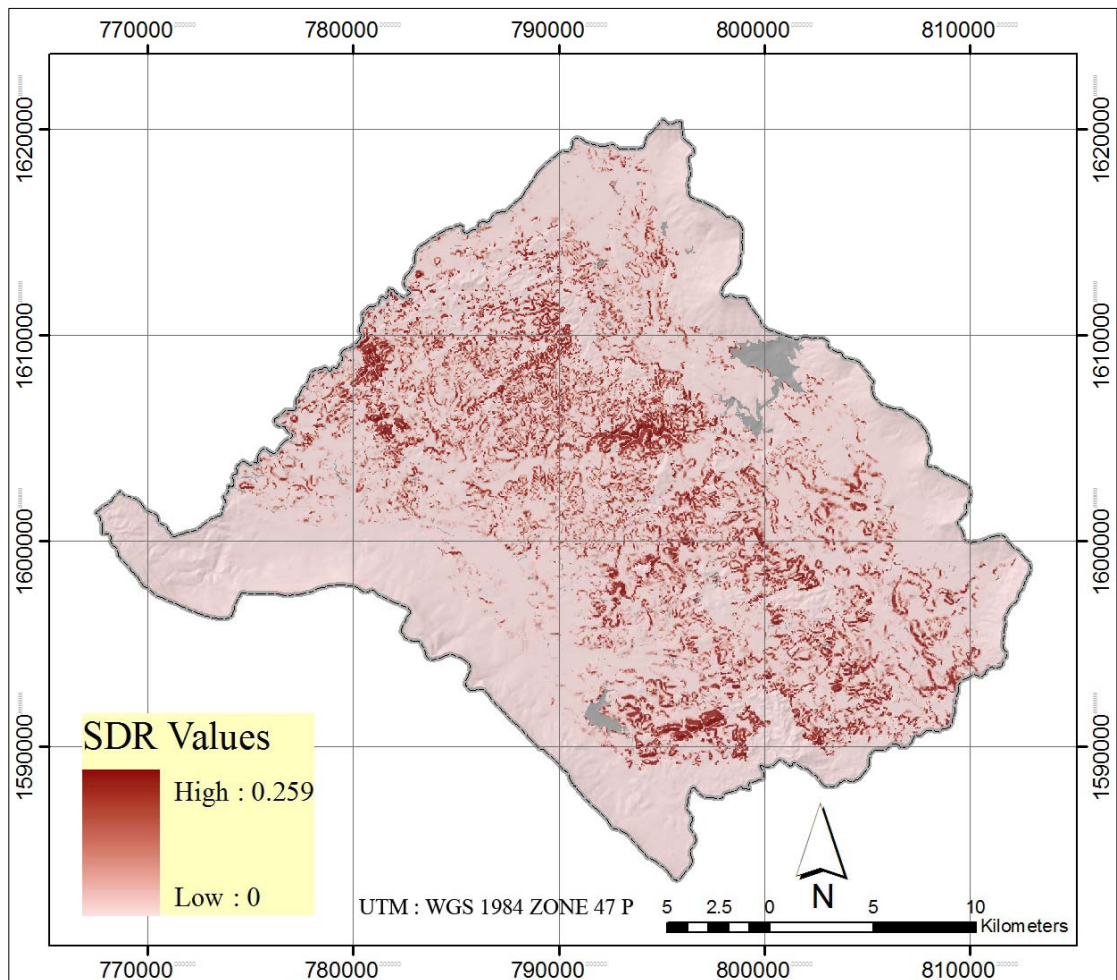 770000 780000 790000 800000 810000
1620000 1620000
1610000 1610000
1600000 1600000
1590000 1590000
SDR Values
High : 0.259
Low : 0
N
UTM : WGS 1984 ZONE 47 P
5 2.5 0 5 10
Kilometers
770000 780000 790000 800000 810000